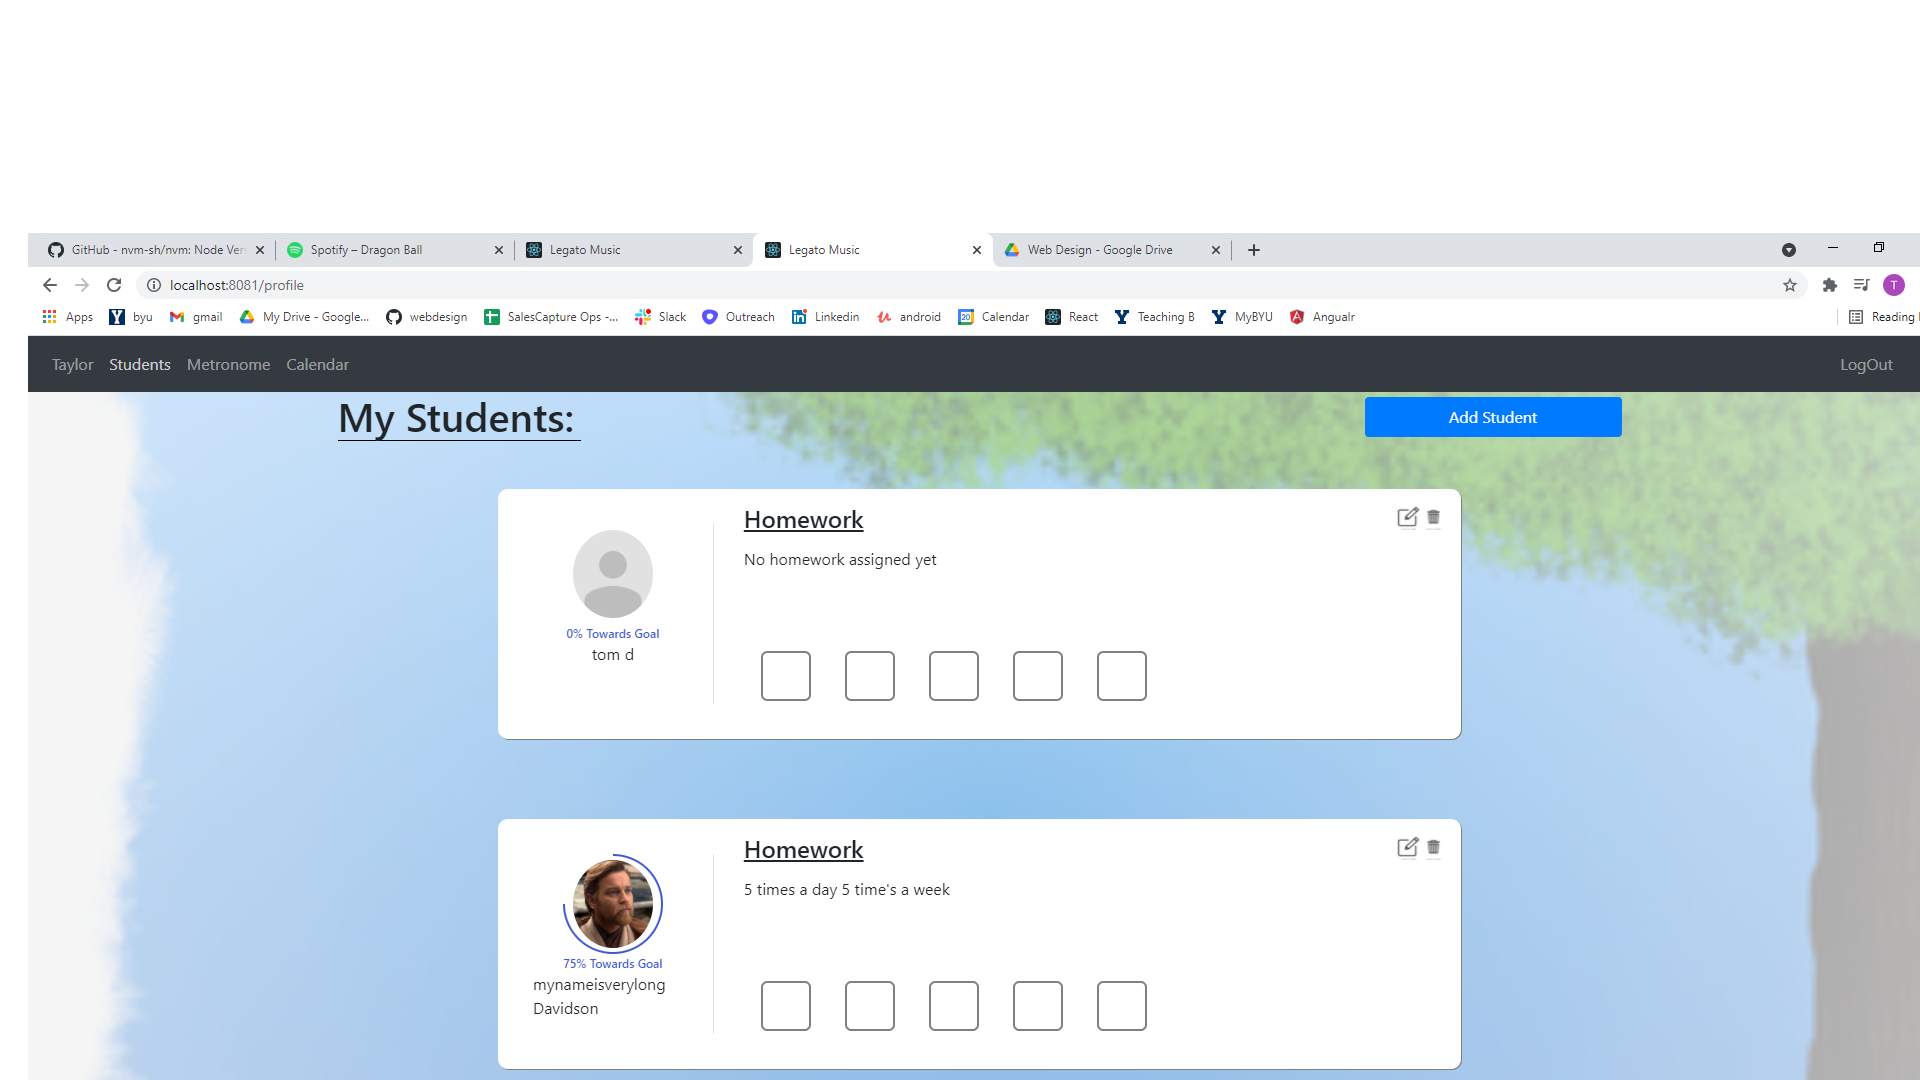 GitHub - nvm-sh/nvm: Node Vers
Spotify – Dragon Ball
Legato Music
Legato Music
Web Design - Google Drive
localhost:8081/profile
T
Apps
byu
gmail
My Drive - Google...
webdesign
SalesCapture Ops -...
Slack
Outreach
Linkedin
android
20
Calendar
React
Teaching B
MyBYU
Angualr
Reading
Taylor
Students
Metronome
Calendar
LogOut
My Students:
Add Student
Homework
No homework assigned yet
0% Towards Goal
tom d
Homework
5 times a day 5 time's a week
75% Towards Goal
mynameisverylong
Davidson